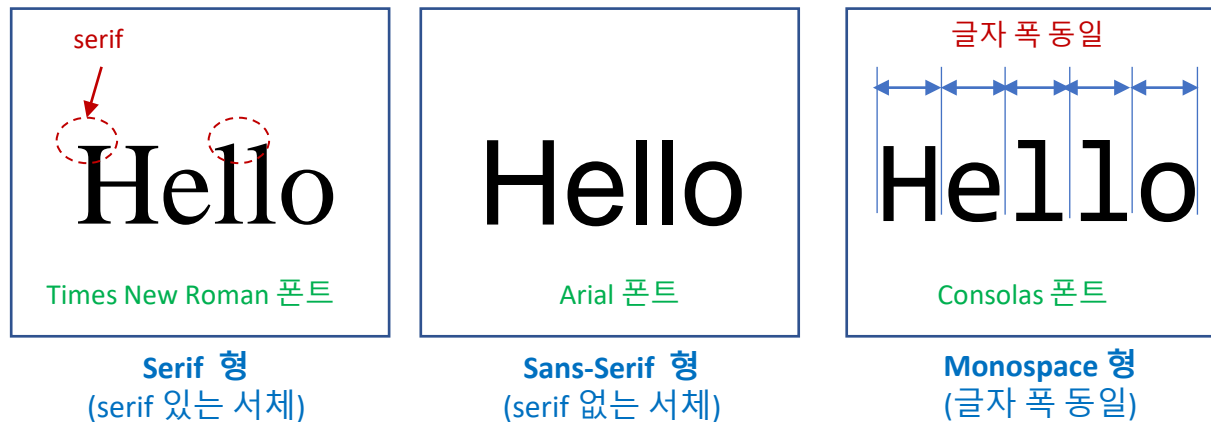 serif
Hello
Times New Roman 폰트
Serif 형
(serif 있는 서체)
Hello
Arial 폰트
Sans-Serif 형
(serif 없는 서체)
글자 폭 동일
Hello
Consolas 폰트
Monospace 형
(글자 폭 동일)